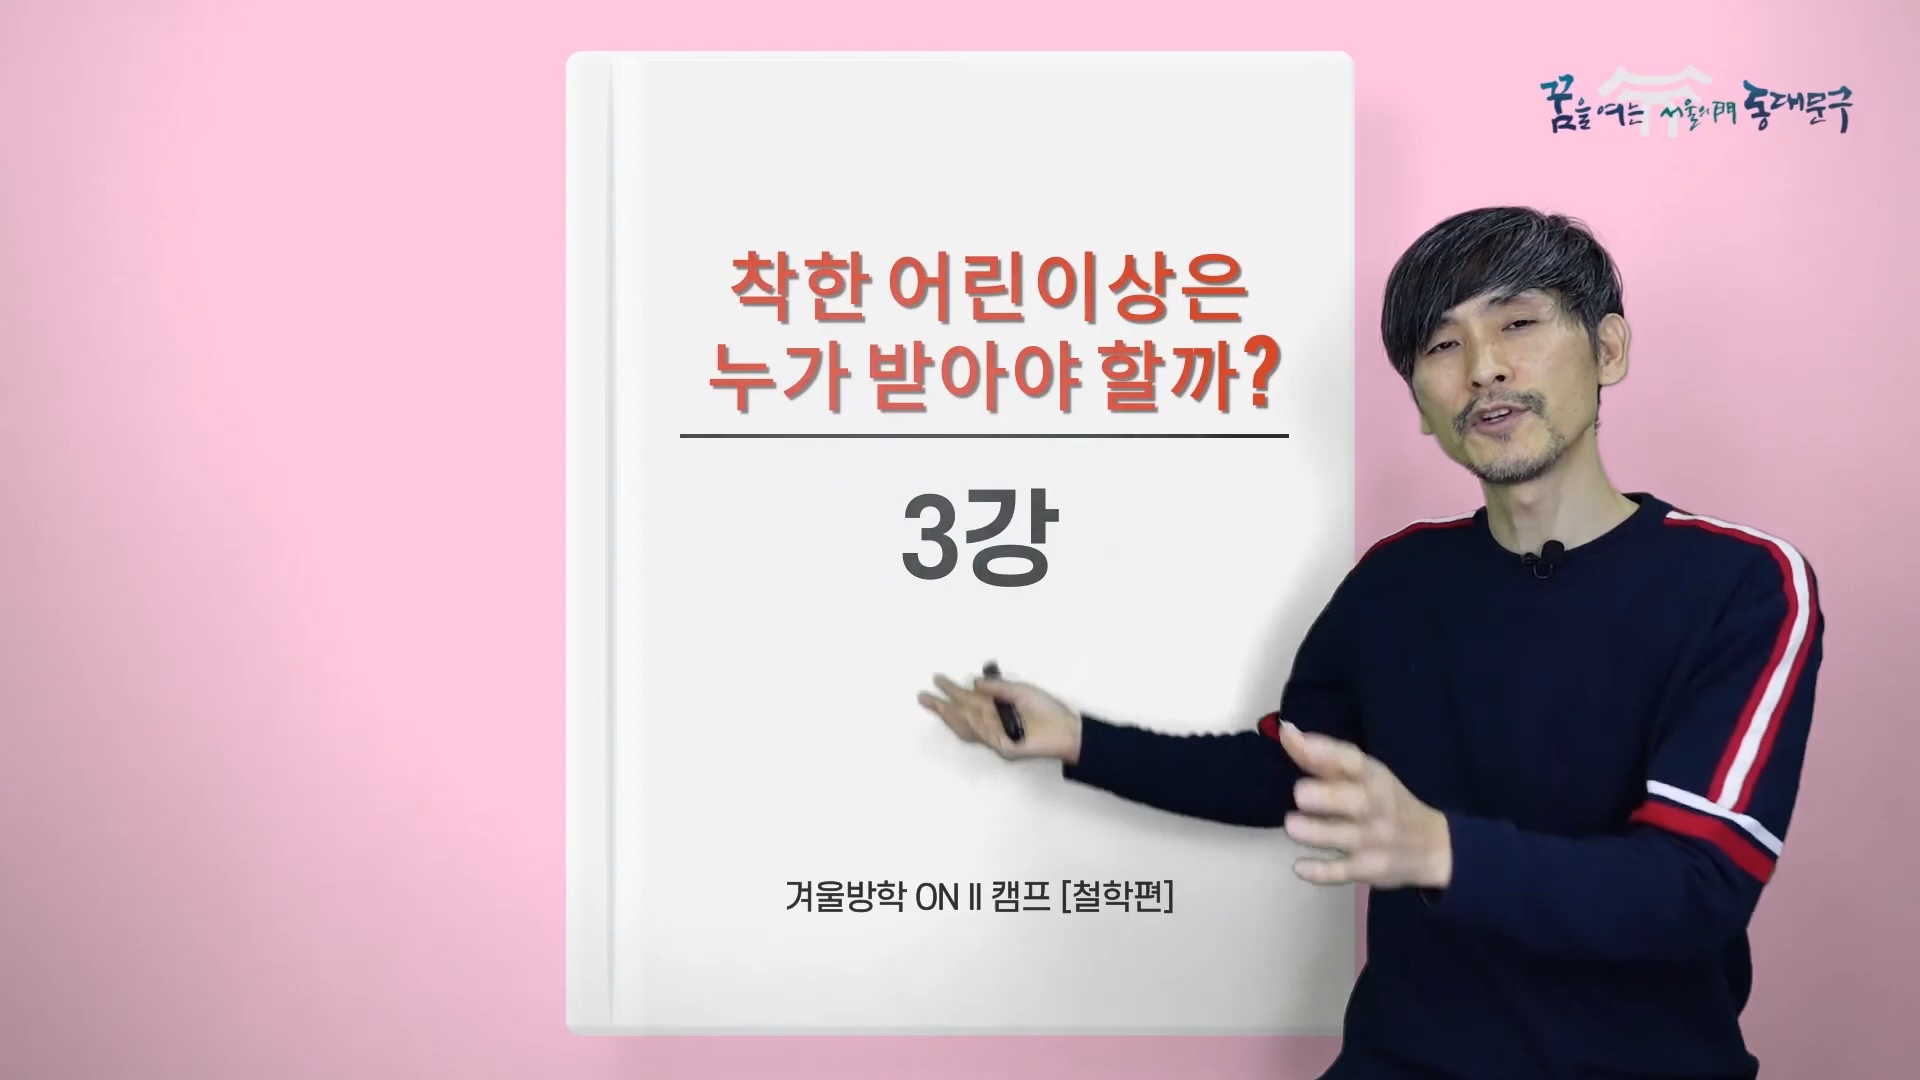 꿈을 여는 서울의 門 동대문구
착한 어린이상은
누가 받아야 할까?
3강
겨울방학 ON II 캠프 [철학편]